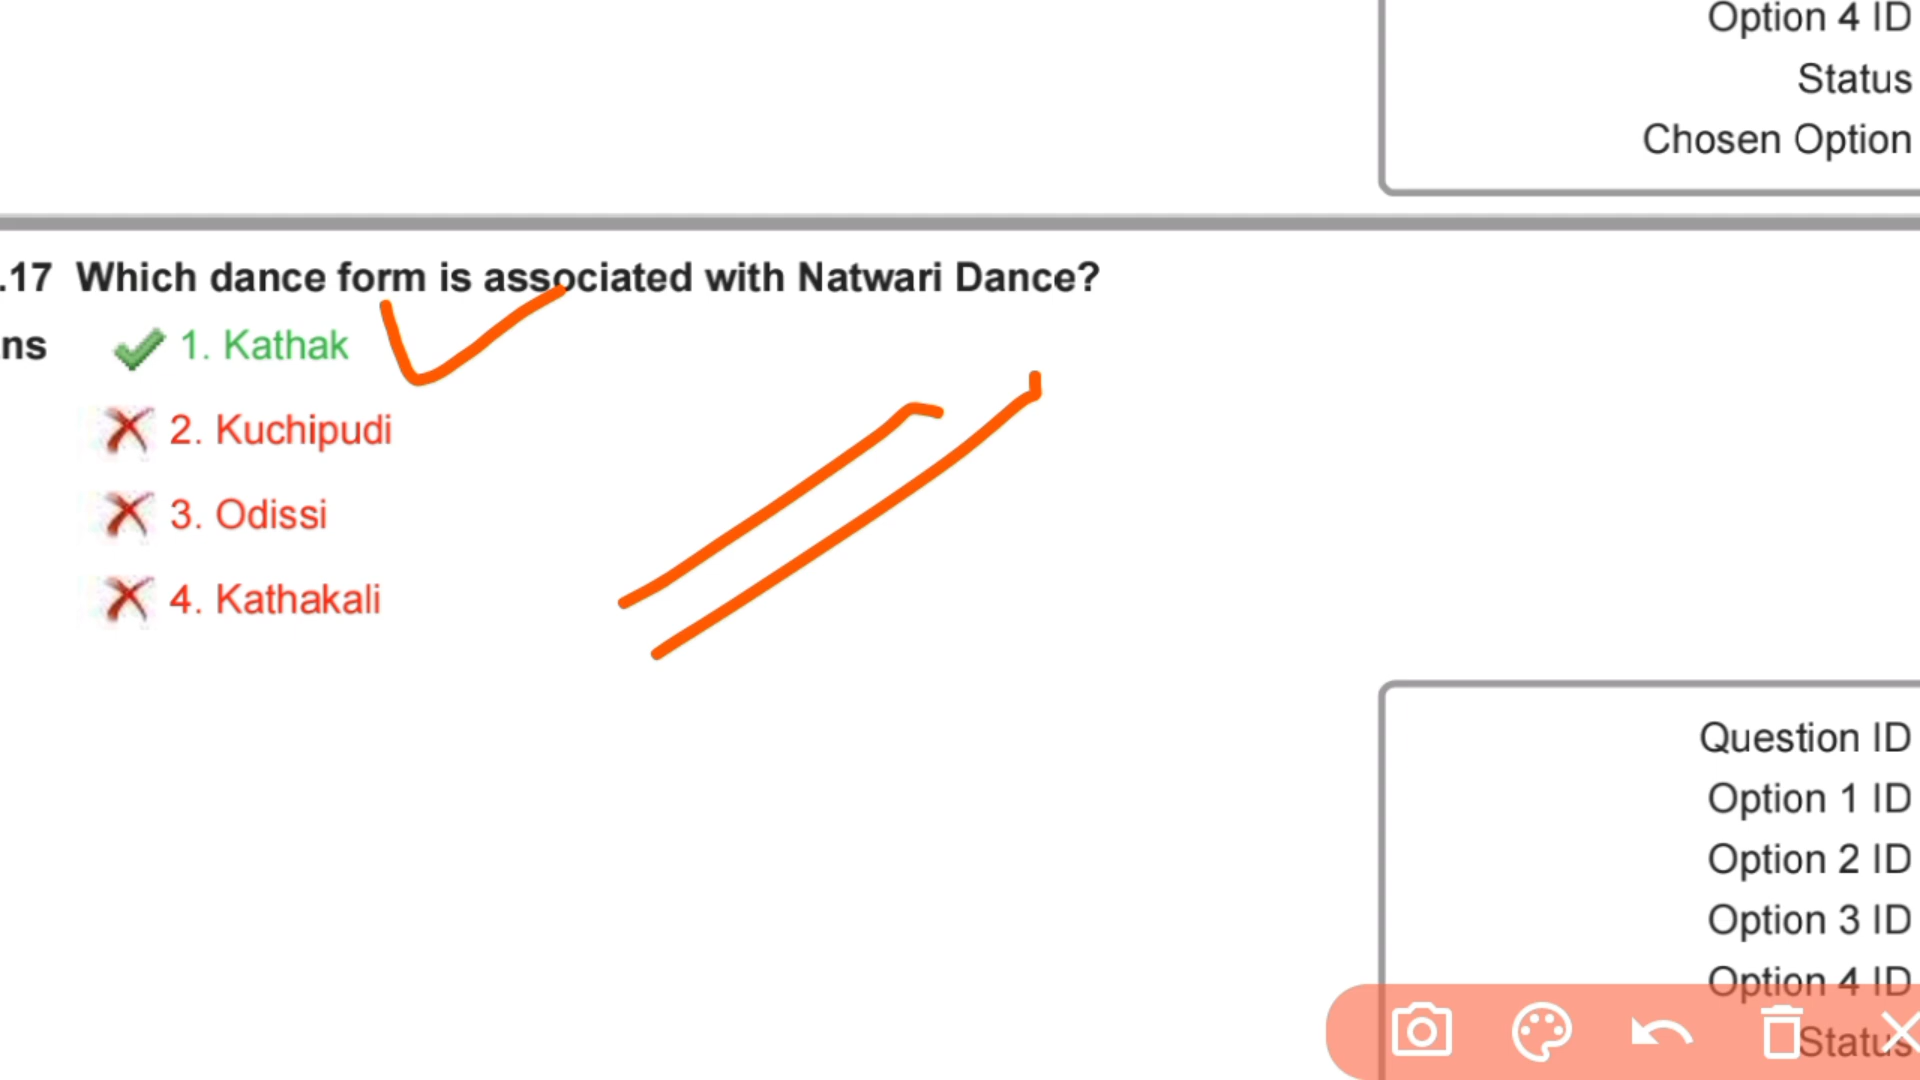 Option 4 ID
Status
Chosen Option
.17 Which dance form is associated with Natwari Dance?
ns 1. Kathak
2. Kuchipudi
3. Odissi
4. Kathakali
Question ID
Option 1 ID
Option 2 ID
Option 3 ID
Option 4 ID
Status